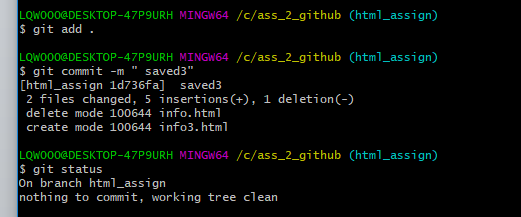 LQWOOO@DESKTOP-47P9URH MINGW64 /c/ass_2_github (html_assign)
$ git add .
LQWOOO@DESKTOP-47P9URH MINGW64 /c/ass_2_github (html_assign)
$ git commit -m " saved3"
[html_assign 1d736fa]  saved3
 2 files changed, 5 insertions(+), 1 deletion(-)
 delete mode 100644 info.html
 create mode 100644 info3.html
LQWOOO@DESKTOP-47P9URH MINGW64 /c/ass_2_github (html_assign)
$ git status
On branch html_assign
nothing to commit, working tree clean